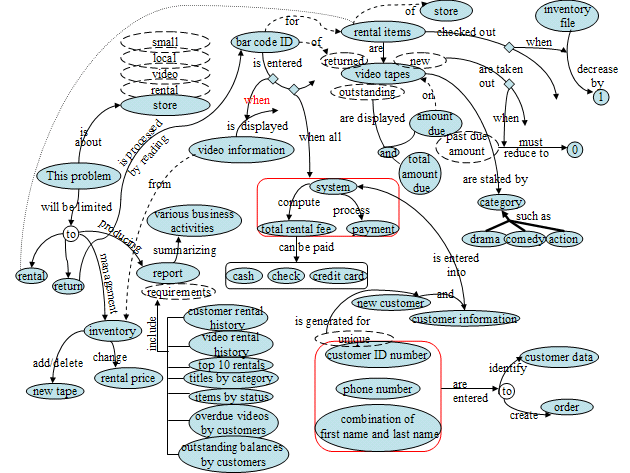 store
inventory
file
for
of
rental items
checked out
small
bar code ID
of
are
when
local
is entered
returned
new
video
video tapes
are taken
out
decrease
by
rental
outstanding
on
1
store
when
amount
due
when
is displayed
are displayed
is
about
when all
past due
amount
must
reduce to
0
is processed
by reading
video information
and
total
amount
due
This problem
from
system
are staked by
category
will be limited
compute
process
to
producing
various business
activities
total rental fee
payment
such as
summarizing
can be paid
drama
comedy
action
is entered
into
rental
return
report
cash
check
credit card
management
requirements
new customer
and
customer information
inventory
include
customer rental
history
is generated for
unique
video rental
history
customer ID number
customer data
add/delete
change
top 10 rentals
identify
new tape
rental price
titles by category
phone number
are
entered
to
items by status
order
overdue videos
by customers
combination of
first name and last name
create
outstanding balances
by customers